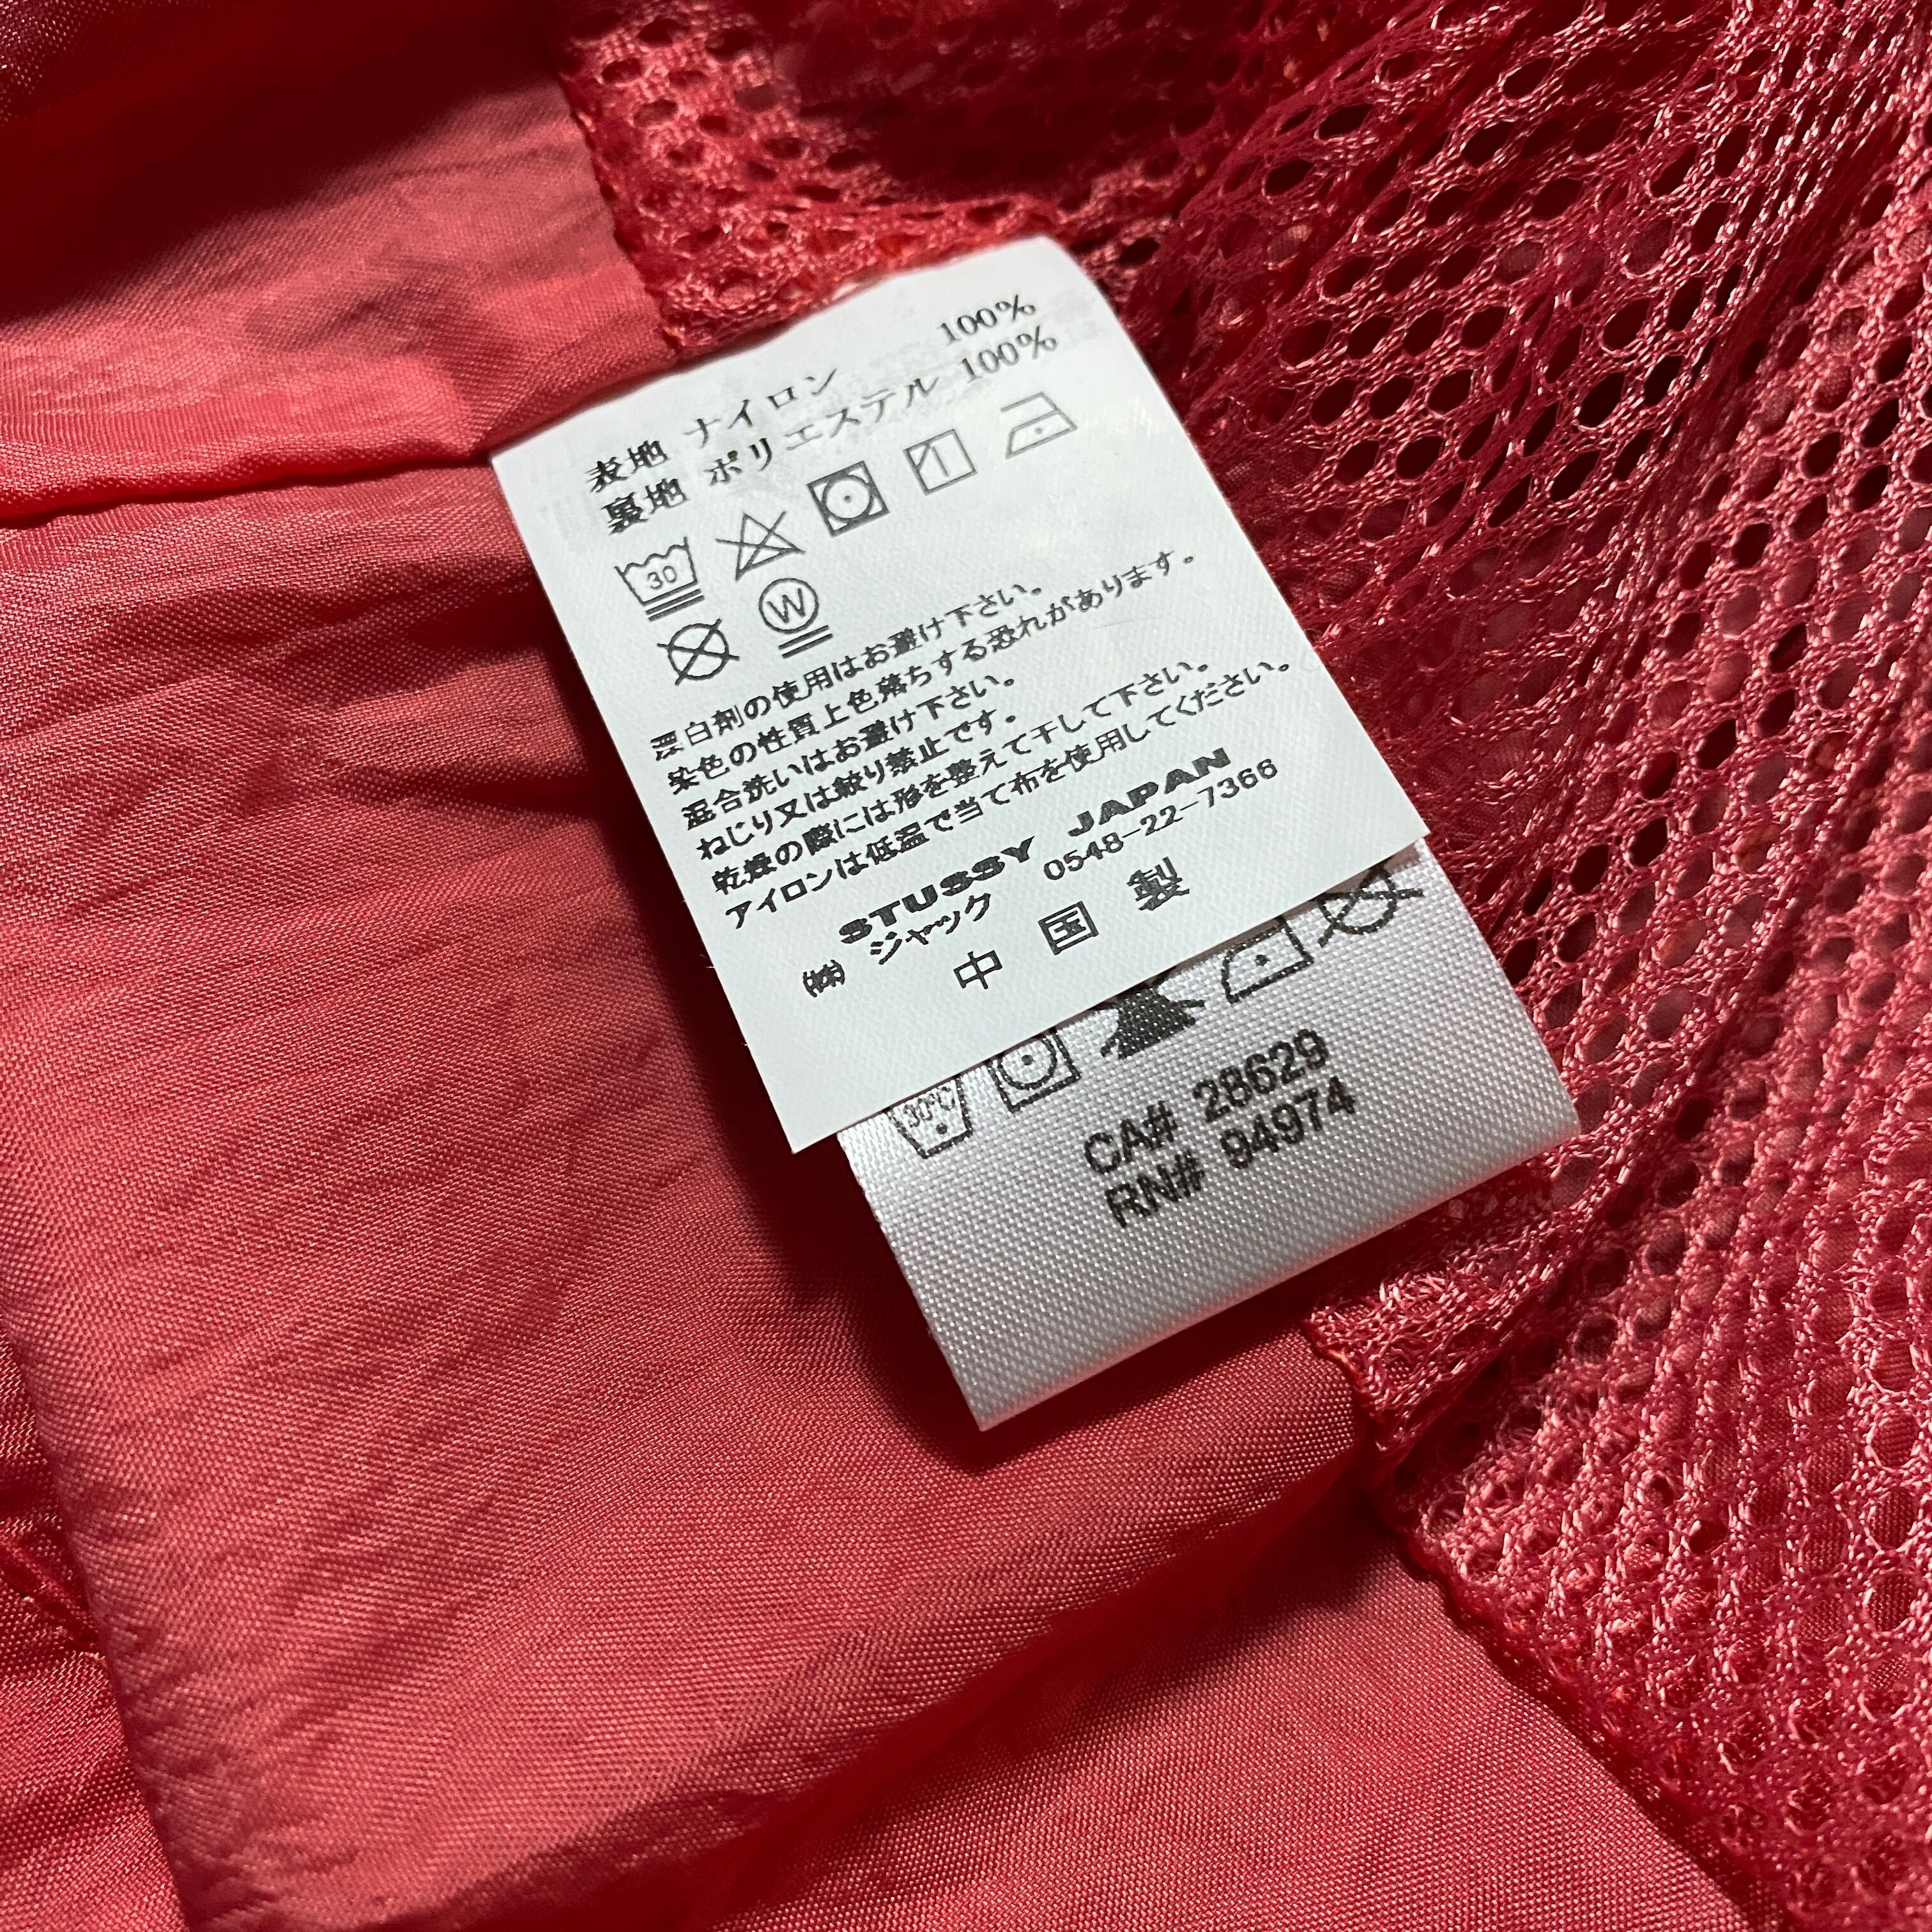 表地 ナイロン 100%
裏地 ポリエステル 100%
30
W
漂白剤の使用はお避け下さい。
染色の性質上色落ちする恐れがあります。
混合洗いはお避け下さい。
ねじり又は絞り禁止です。
乾燥の際には形を整えて干して下さい。
アイロンは低温で当て布を使用してください。
STUSSY JAPAN
㈱ ジャック 0548-22-7366
中国製
30°C
CA# 28629
RN# 94974